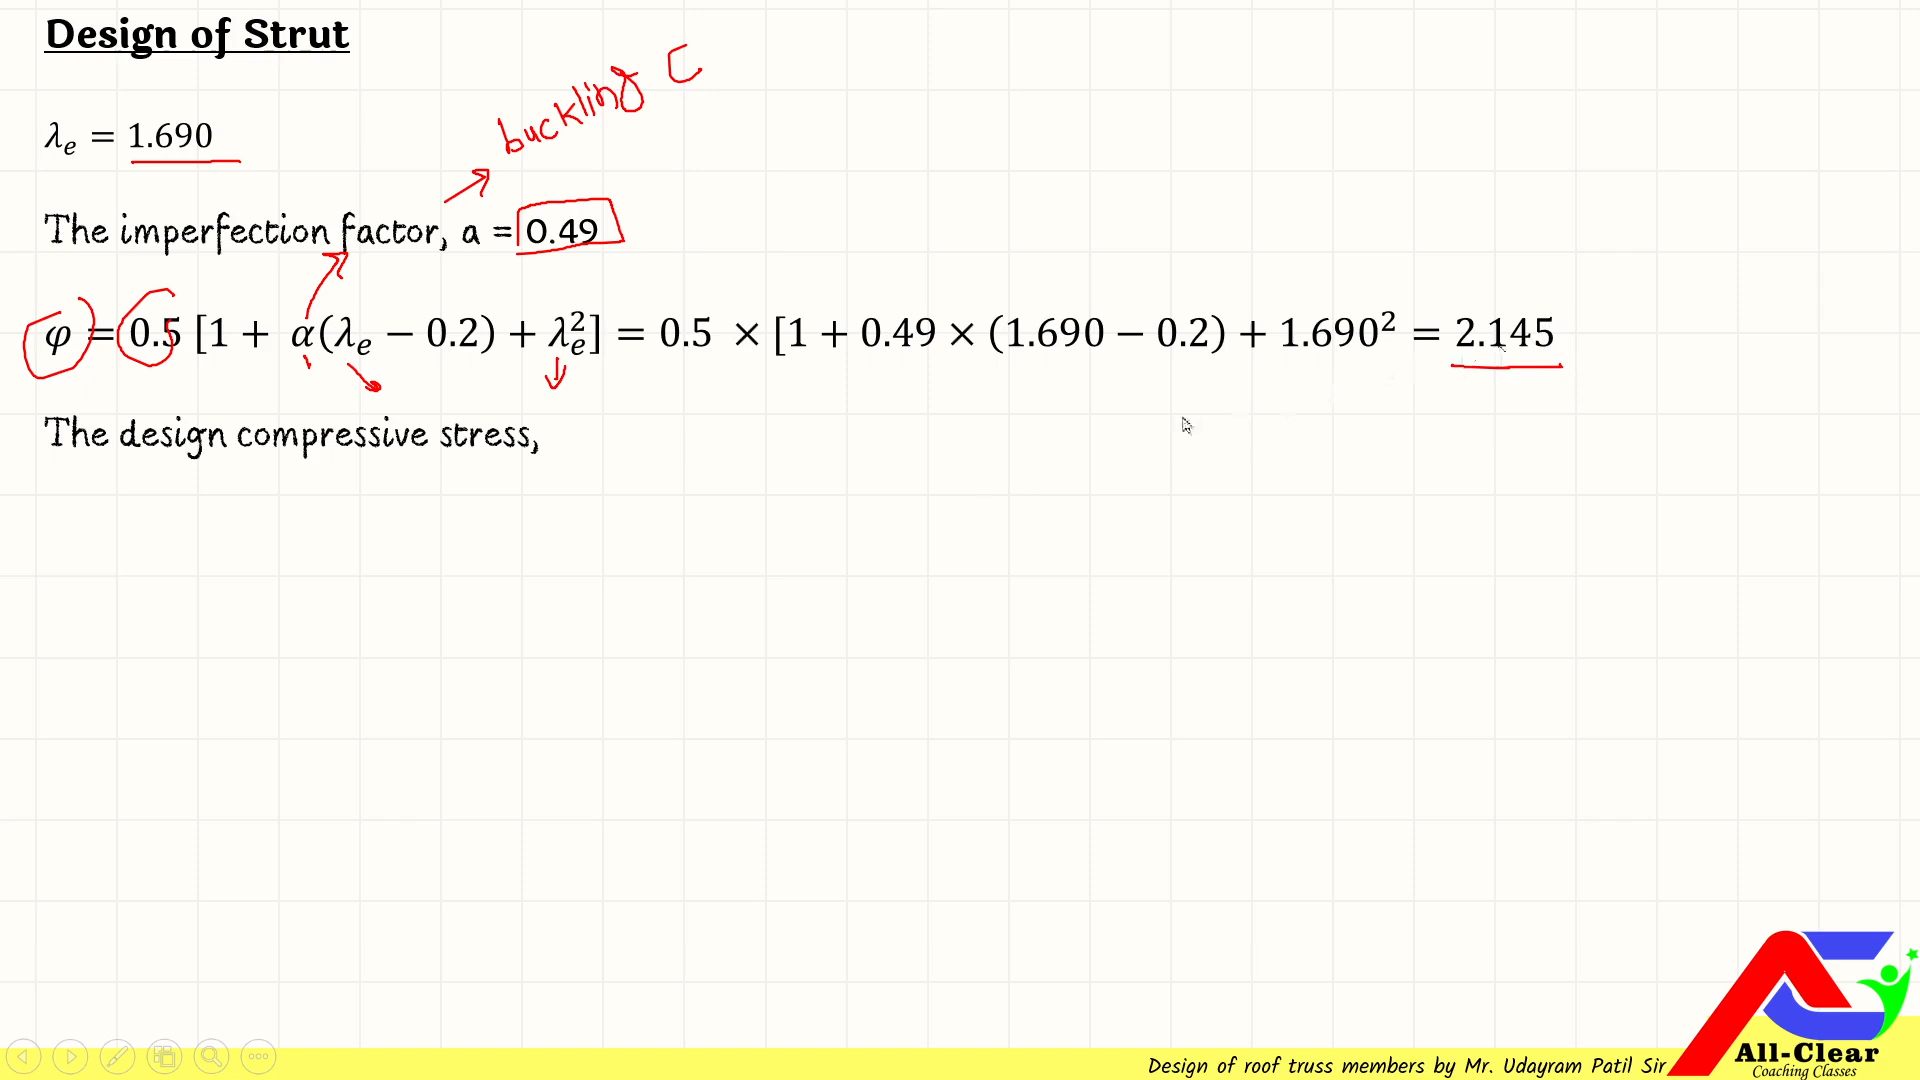 Design of Strut
buckling C
λₑ = 1.690
The imperfection factor, a = 0.49
φ = 0.5 [1 + α(λₑ − 0.2) + λₑ²] = 0.5 × [1 + 0.49 × (1.690 − 0.2) + 1.690² = 2.145
The design compressive stress,
Design of roof truss members by Mr. Udayram Patil Sir
All-Clear
Coaching Classes